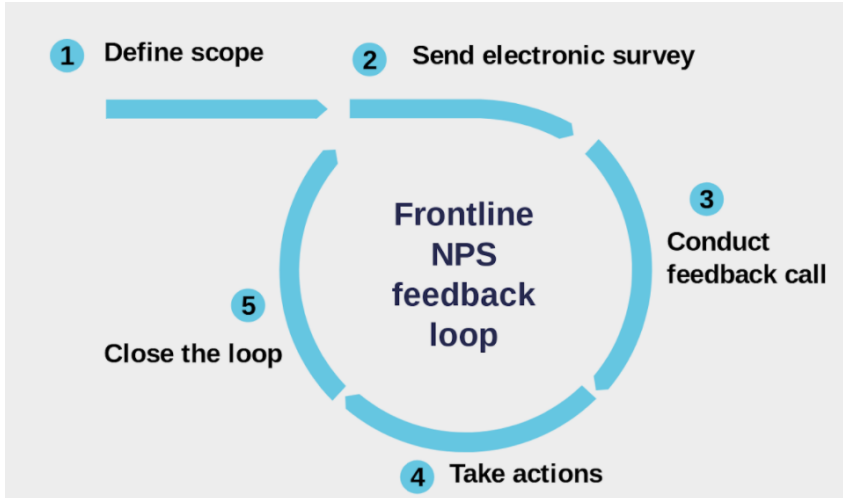 1 Define scope
2 Send electronic survey
3
Conduct
feedback call
Frontline
NPS
feedback
loop
5
Close the loop
4 Take actions